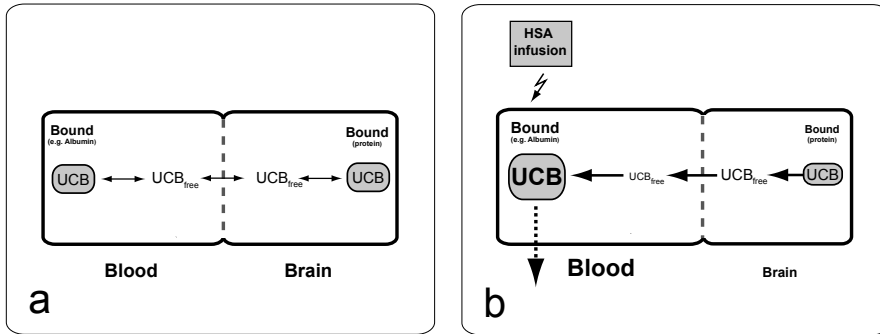 Bound
(e.g. Albumin)
Bound
(protein)
UCB
UCBfree
UCBfree
UCB
Blood
Brain
a
HSA
infusion
Bound
(e.g. Albumin)
Bound
(protein)
UCB
UCBfree
UCBfree
UCB
Blood
Brain
b